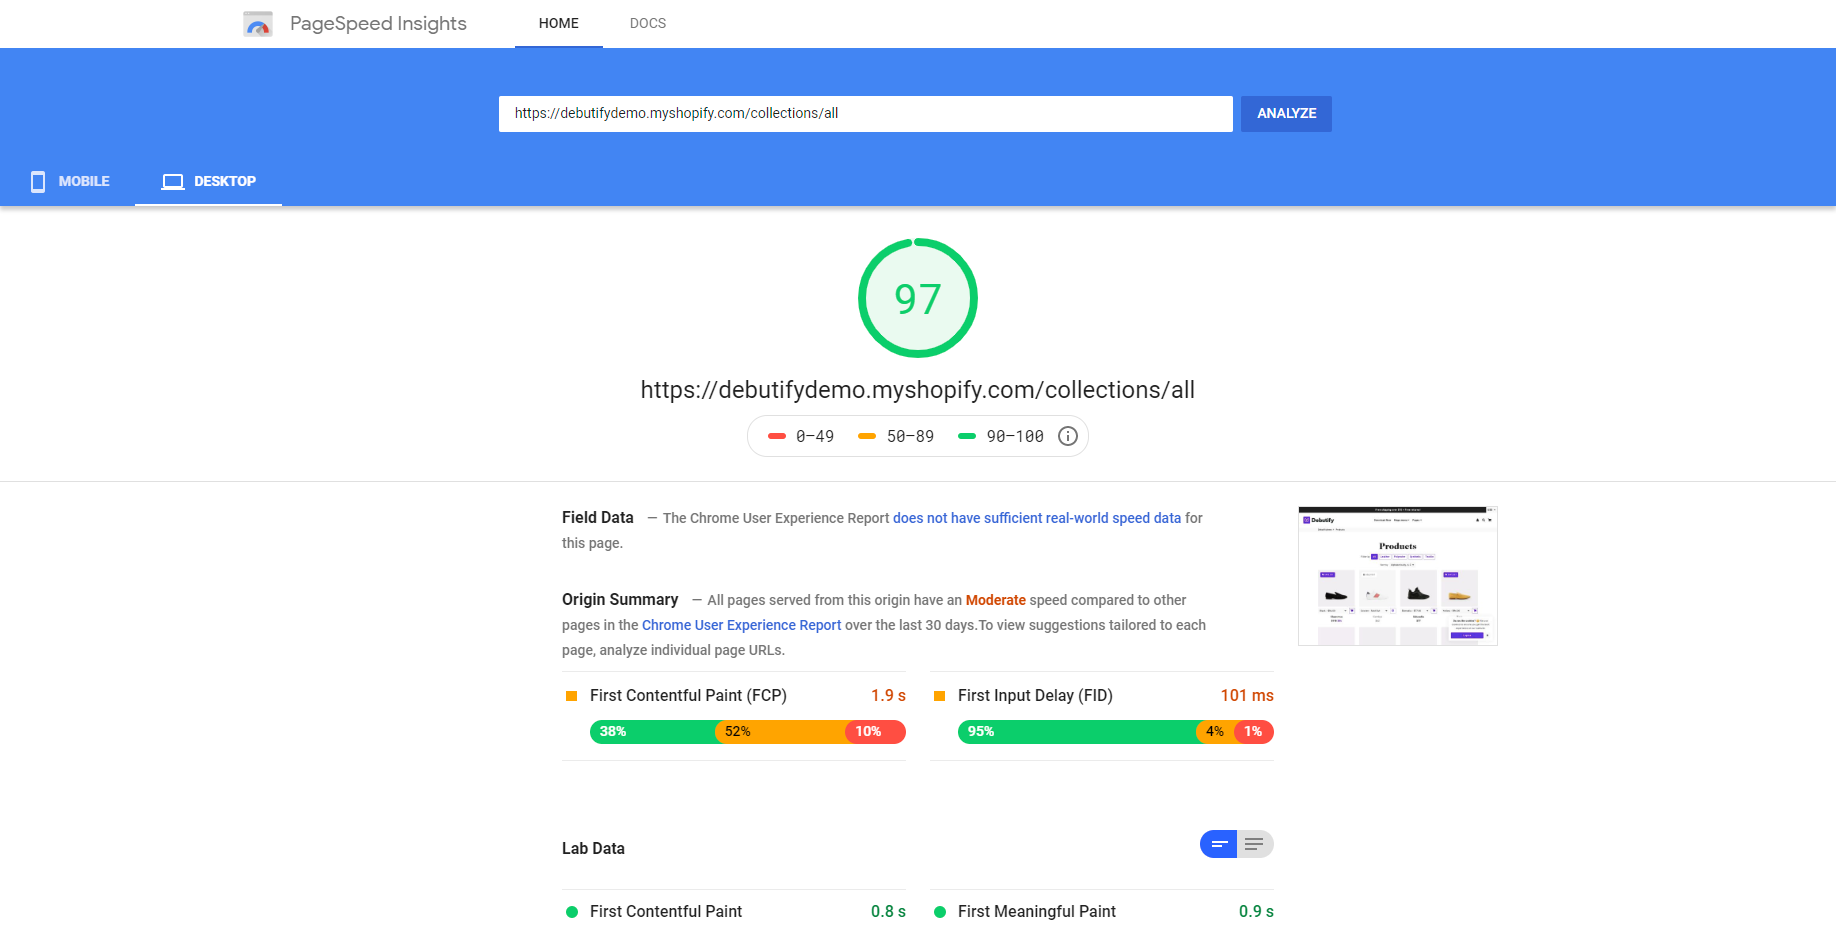 PageSpeed Insights
HOME
DOCS
https://debutifydemo.myshopify.com/collections/all
ANALYZE
MOBILE
DESKTOP
97
https://debutifydemo.myshopify.com/collections/all
0–49
50–89
90–100
Field Data — The Chrome User Experience Report does not have sufficient real-world speed data for
this page.
Origin Summary — All pages served from this origin have an Moderate speed compared to other
pages in the Chrome User Experience Report over the last 30 days.To view suggestions tailored to each
page, analyze individual page URLs.
First Contentful Paint (FCP) 1.9 s
38% 52% 10%
First Input Delay (FID) 101 ms
95% 4% 1%
Debutify
Products
Lab Data
First Contentful Paint 0.8 s
First Meaningful Paint 0.9 s